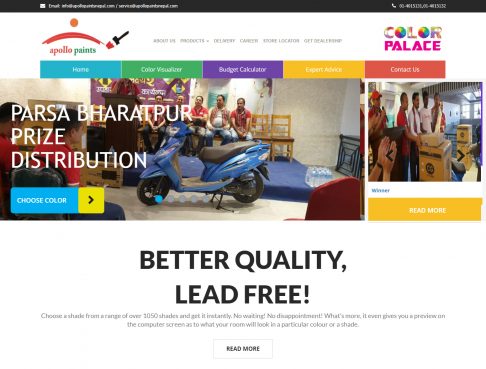 Email: info@apollopaintsnepal.com / service@apollopaintsnepal.com
01-4015131,01-4015132
apollo paints
ABOUT US PRODUCTS DELIVERY CAREER STORE LOCATOR GET DEALERSHIP
COLOR
PALACE
Home Color Visualizer Budget Calculator Expert Advice Contact Us
PARSA BHARATPUR
PRIZE
DISTRIBUTION
CHOOSE COLOR
Winner
READ MORE
BETTER QUALITY,
LEAD FREE!
Choose a shade from a range of over 1050 shades and get it instantly. No waiting! No disappointment! What's more, it even gives you a preview on
the computer screen as to what your room will look in a particular colour or a shade.
READ MORE